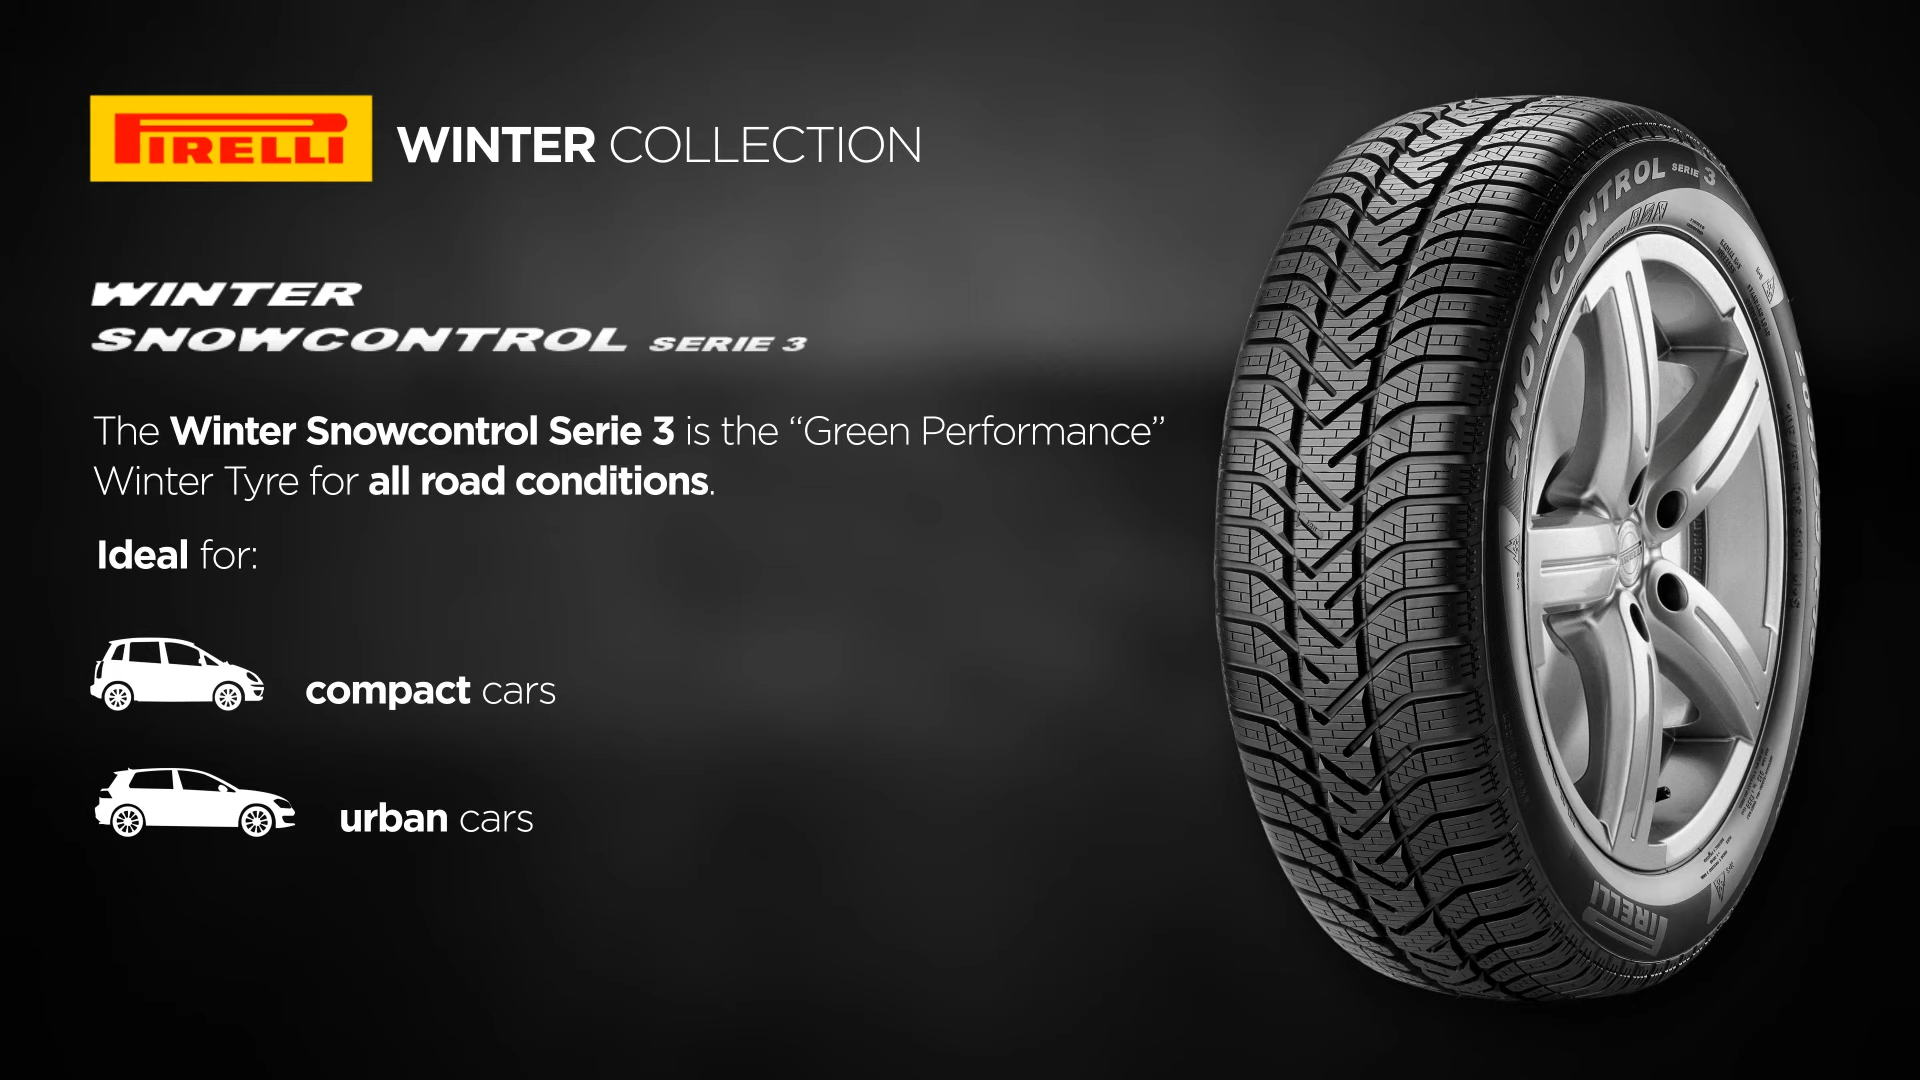 PIRELLI WINTER COLLECTION
WINTER
SNOWCONTROL SERIE 3
The Winter Snowcontrol Serie 3 is the “Green Performance”
Winter Tyre for all road conditions.
Ideal for:
compact cars
urban cars
SNOWCONTROL SERIE 3
PIRELLI